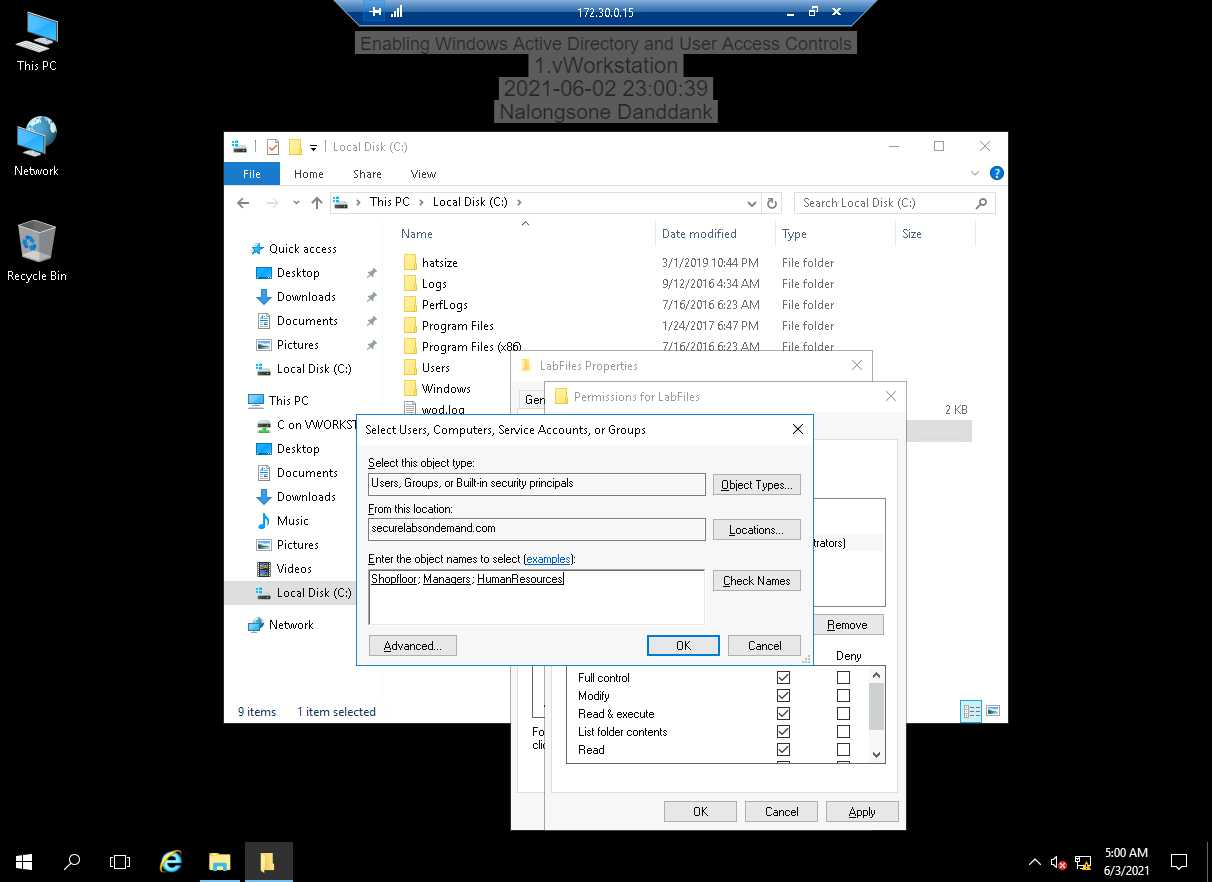 172.30.0.15
Enabling Windows Active Directory and User Access Controls
1.vWorkstation
2021-06-02 23:00:39
Nalongsone Danddank
This PC
Network
Recycle Bin
Local Disk (C:)
File Home Share View
This PC > Local Disk (C:) >
Search Local Disk (C:)
Name Date modified Type Size
Quick access
Desktop
Downloads
Documents
Pictures
Local Disk (C:)
This PC
C on VWORKST
Desktop
Documents
Downloads
Music
Pictures
Videos
Local Disk (C:)
Network
hatsize 3/1/2019 10:44 PM File folder
Logs 9/12/2016 4:34 AM File folder
PerfLogs 7/16/2016 6:23 AM File folder
Program Files 1/24/2017 6:47 PM File folder
Program Files (x86) 7/16/2016 6:23 AM File folder
Users
Windows
wod.log 2 KB
9 items 1 item selected
LabFiles Properties
Gen
Fo
clic
Permissions for LabFiles
trators)
Remove
Deny
Full control
Modify
Read & execute
List folder contents
Read
OK Cancel Apply
Select Users, Computers, Service Accounts, or Groups
Select this object type:
Users, Groups, or Built-in security principals
Object Types...
From this location:
securelabsondemand.com
Locations...
Enter the object names to select (examples):
Shopfloor; Managers; HumanResources
Check Names
Advanced...
OK Cancel
5:00 AM
6/3/2021